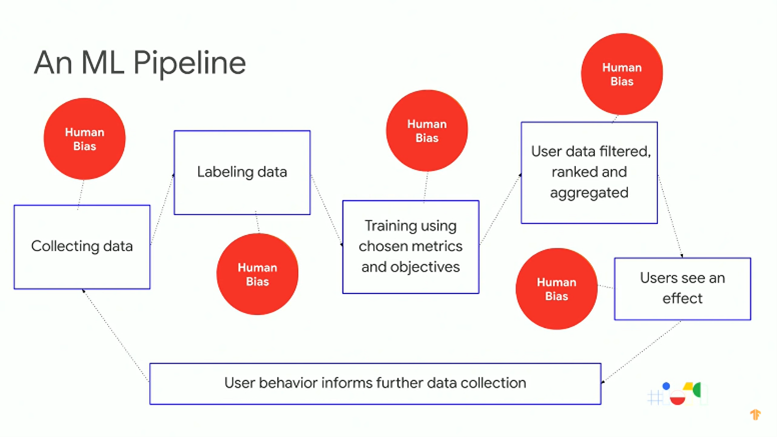 An ML Pipeline
Human
Bias
Collecting data
Labeling data
Human
Bias
Human
Bias
Training using
chosen metrics
and objectives
Human
Bias
User data filtered,
ranked and
aggregated
Human
Bias
Users see an
effect
User behavior informs further data collection